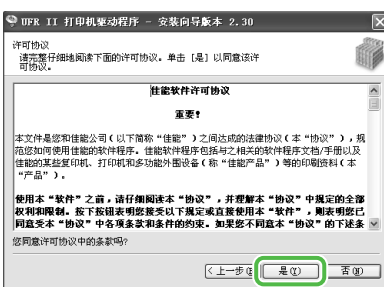 UFR II 打印机驱动程序 - 安装向导版本 2.30
许可协议
请完整仔细地阅读下面的许可协议。单击 [是] 以同意该许
可协议。
佳能软件许可协议
重要!
本文件是您和佳能公司(以下简称“佳能”)之间达成的法律协议(本“协议”),规
范您如何使用佳能的软件程序。佳能软件程序包括与之相关的软件程序文档/手册以及
佳能的某些复印机、打印机和多功能外围设备(称“佳能产品”)等的印刷资料(本
“产品”)。
使用本“软件”之前,请仔细阅读本“协议”,并理解本“协议”中规定的全部
权利和限制。按下按钮表明您接受以下规定或直接使用本“软件”,则表明您已
同意受本“协议”中各项条款和条件的约束。如果您不同意本“协议”的下述条
您同意许可协议中的条款吗?
< 上一步(B)
是(Y)
否(N)